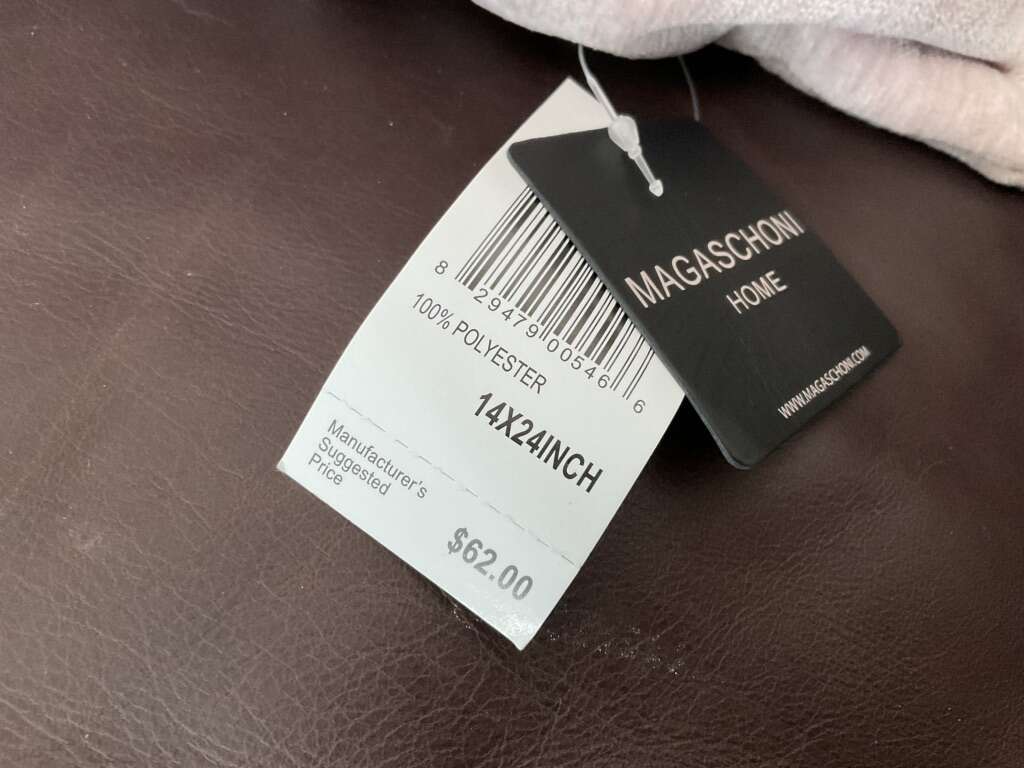 8 29479 00546 6
100% POLYESTER
14X24INCH
Manufacturer's
Suggested
Price
$62.00
MAGASCHONI
HOME
WWW.MAGASCHONI.COM